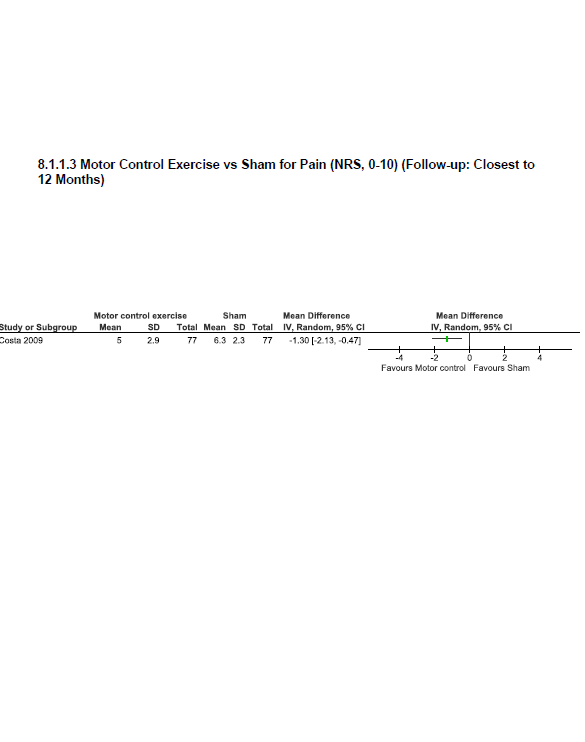 8.1.1.3 Motor Control Exercise vs Sham for Pain (NRS, 0-10) (Follow-up: Closest to
12 Months)
Motor control exercise Sham Mean Difference Mean Difference
Study or Subgroup Mean SD Total Mean SD Total IV, Random, 95% CI IV, Random, 95% CI
Costa 2009 5 2.9 77 6.3 2.3 77 -1.30 [-2.13, -0.47]
-4 -2 0 2 4
Favours Motor control Favours Sham